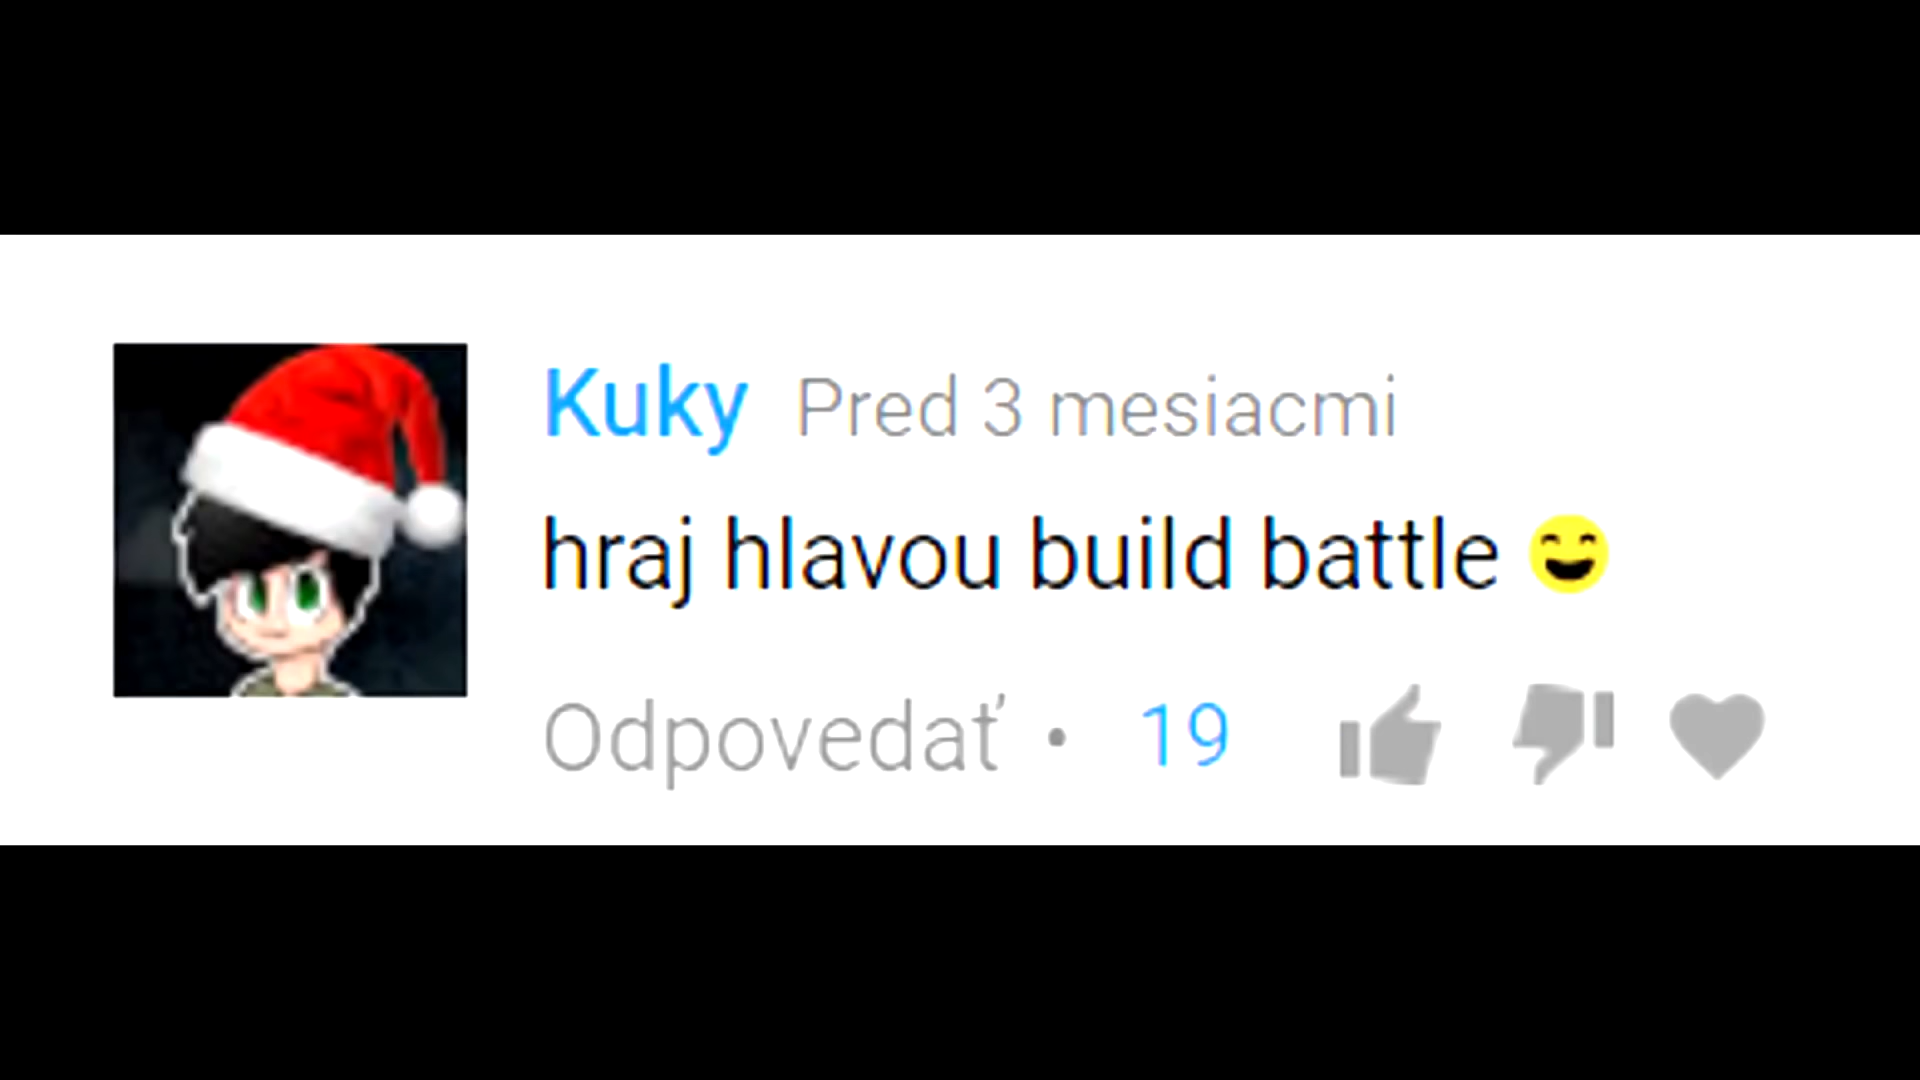 Kuky Pred 3 mesiacmi
hraj hlavou build battle 😄
Odpovedať • 19